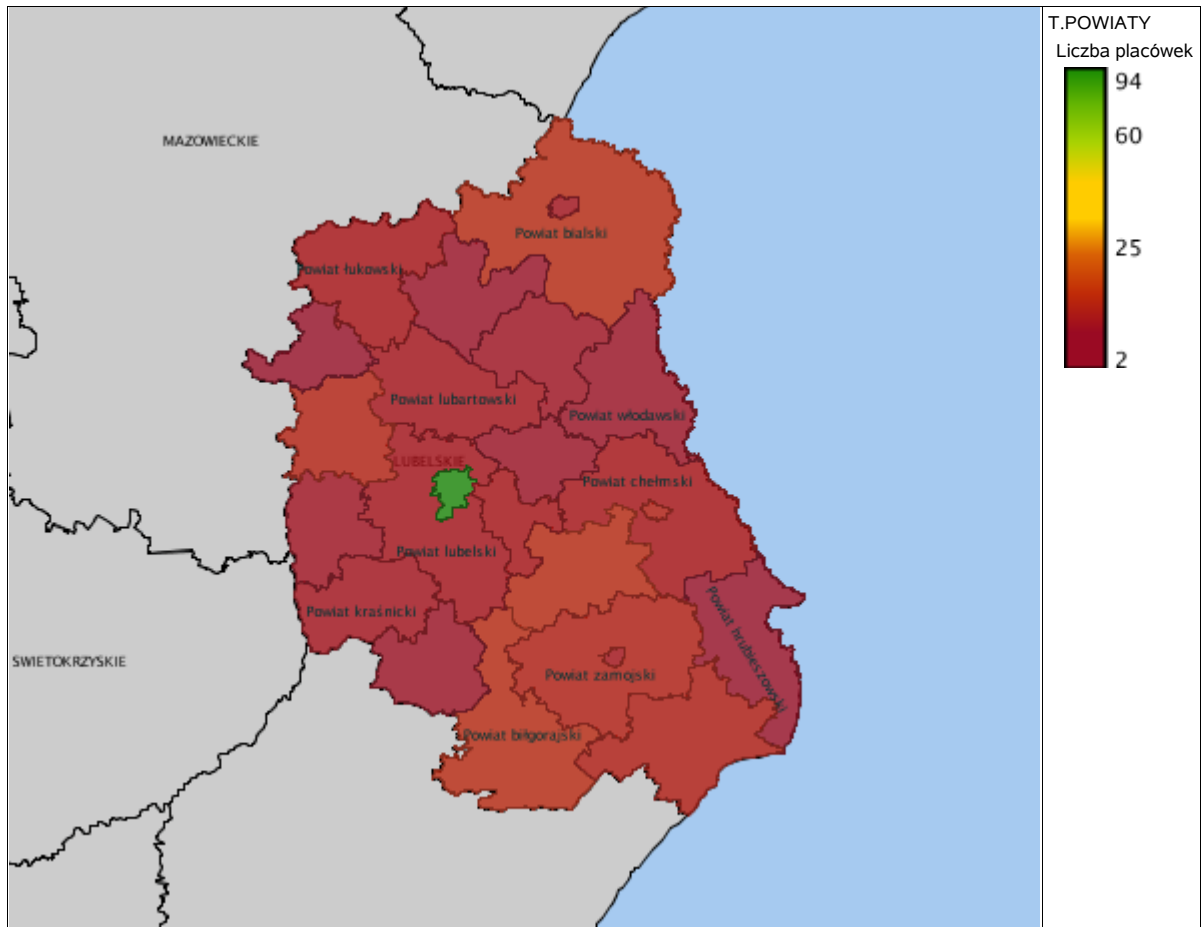 T.POWIATY
Liczba placówek
94
60
25
2
MAZOWIECKIE
Powiat bialski
Powiat łukowski
Powiat lubartowski
Powiat włodawski
LUBELSKIE
Powiat chełmski
Powiat lubelski
Powiat kraśnicki
Powiat hrubieszowski
SWIETOKRZYSKIE
Powiat zamojski
Powiat biłgorajski